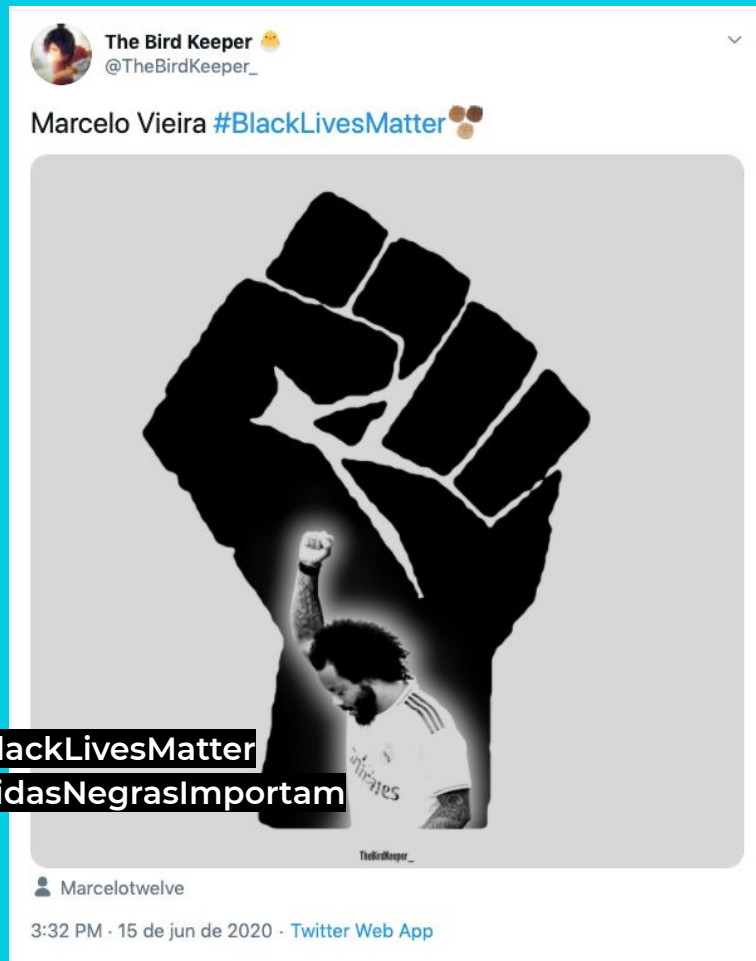 The Bird Keeper 🐣
@TheBirdKeeper_
Marcelo Vieira #BlackLivesMatter✊🏾✊🏿✊🏽
Emirates
lackLivesMatter
idasNegrasImportam
TheBirdKeeper_
Marcelotwelve
3:32 PM · 15 de jun de 2020 · Twitter Web App